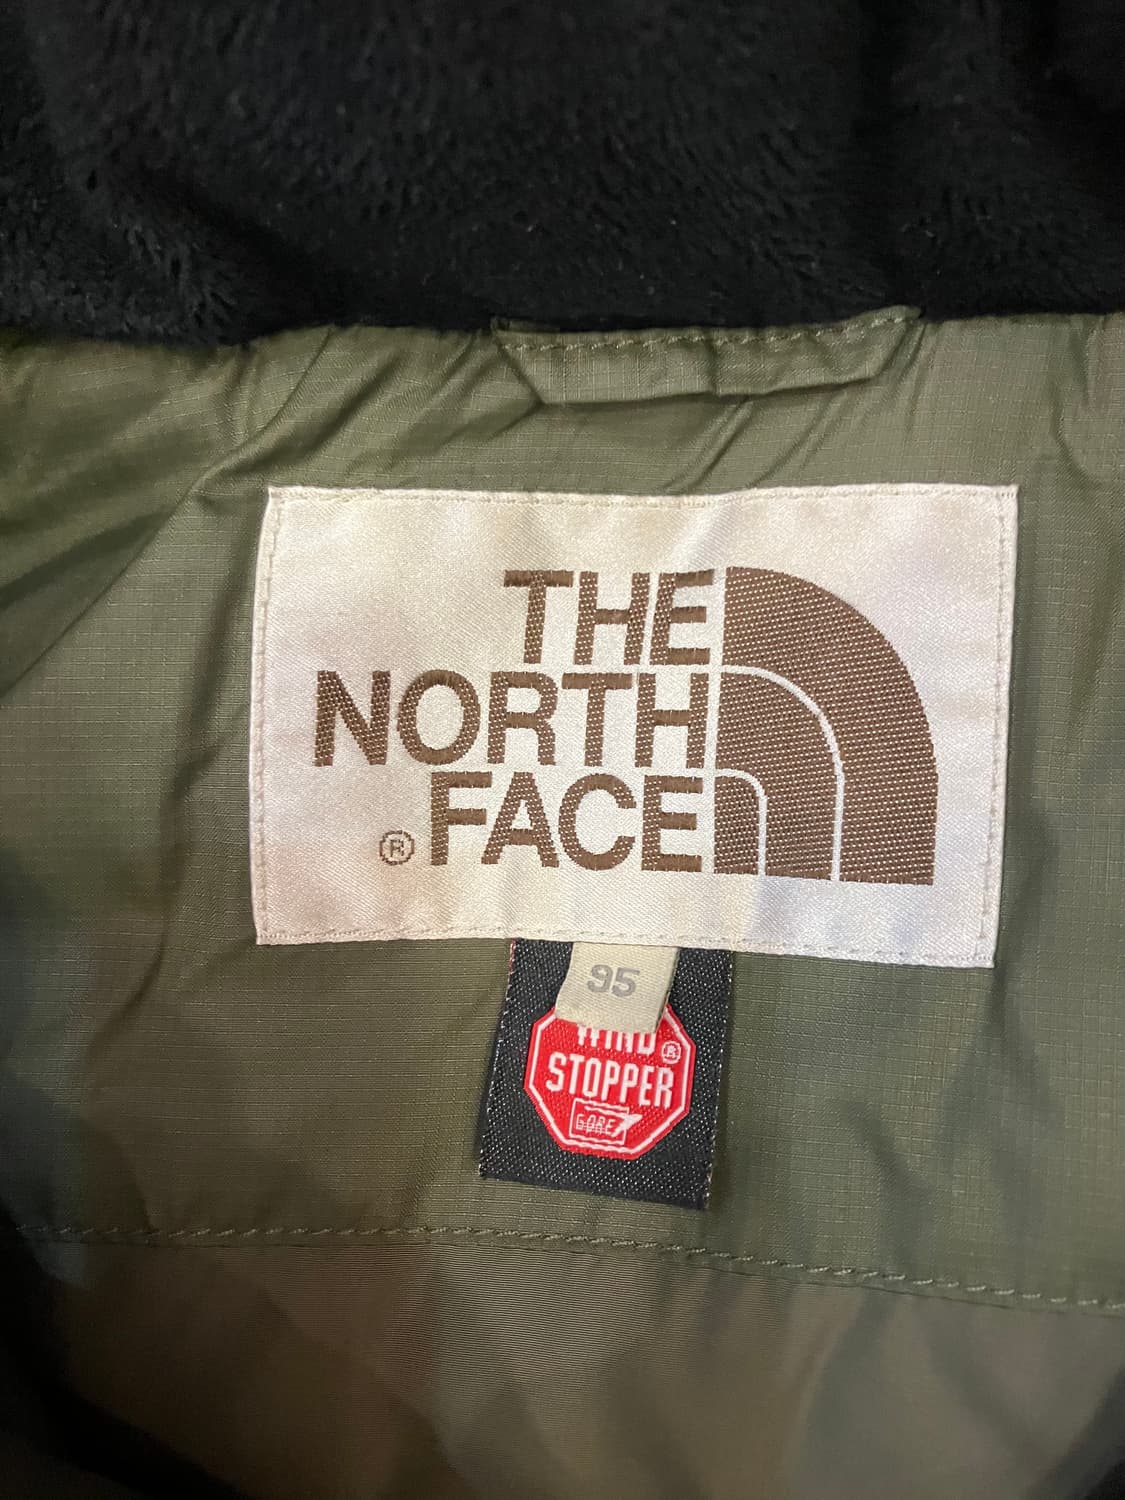 THE
NORTH
FACE
®
95
WIND®
STOPPER
GORE